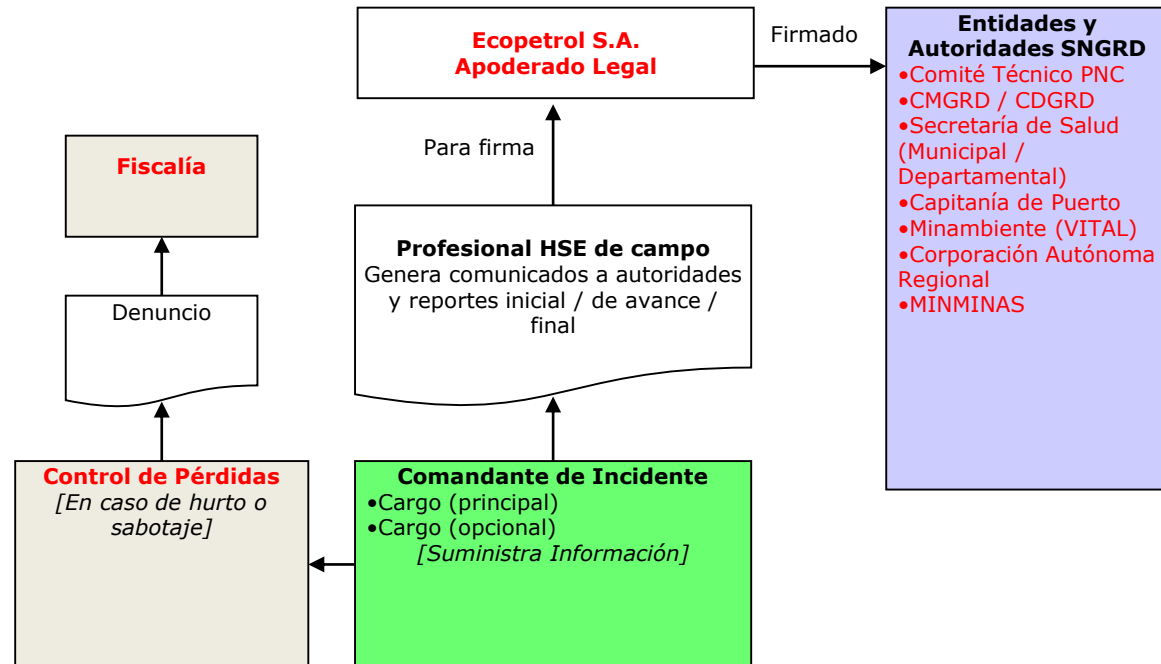 Ecopetrol S.A.
Apoderado Legal
Firmado
Entidades y
Autoridades SNGRD
•Comité Técnico PNC
•CMGRD / CDGRD
•Secretaría de Salud
(Municipal /
Departamental)
•Capitanía de Puerto
•Minambiente (VITAL)
•Corporación Autónoma
Regional
•MINMINAS
Para firma
Fiscalía
Profesional HSE de campo
Genera comunicados a autoridades
y reportes inicial / de avance /
final
Denuncio
Control de Pérdidas
[En caso de hurto o
sabotaje]
Comandante de Incidente
•Cargo (principal)
•Cargo (opcional)
[Suministra Información]